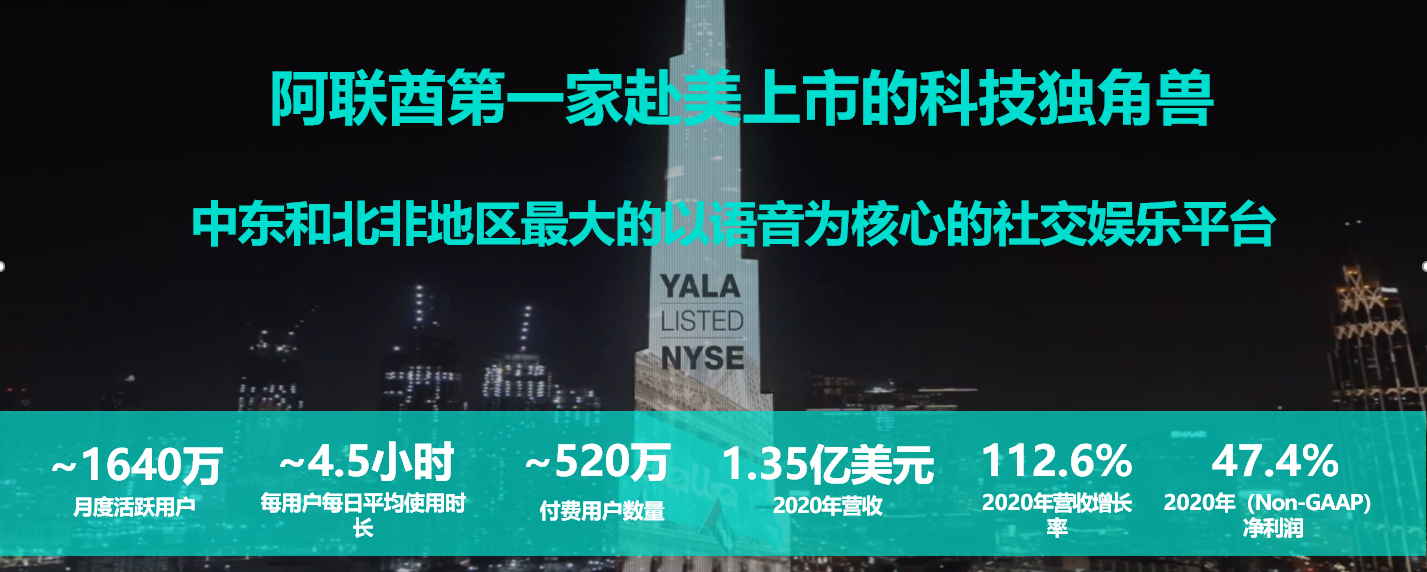 阿联酋第一家赴美上市的科技独角兽
中东和北非地区最大的以语音为核心的社交娱乐平台
YALA
LISTED
NYSE
~1640万
月度活跃用户
~4.5小时
每用户每日平均使用时
长
~520万
付费用户数量
1.35亿美元
2020年营收
112.6%
2020年营收增长
率
47.4%
2020年（Non-GAAP）
净利润